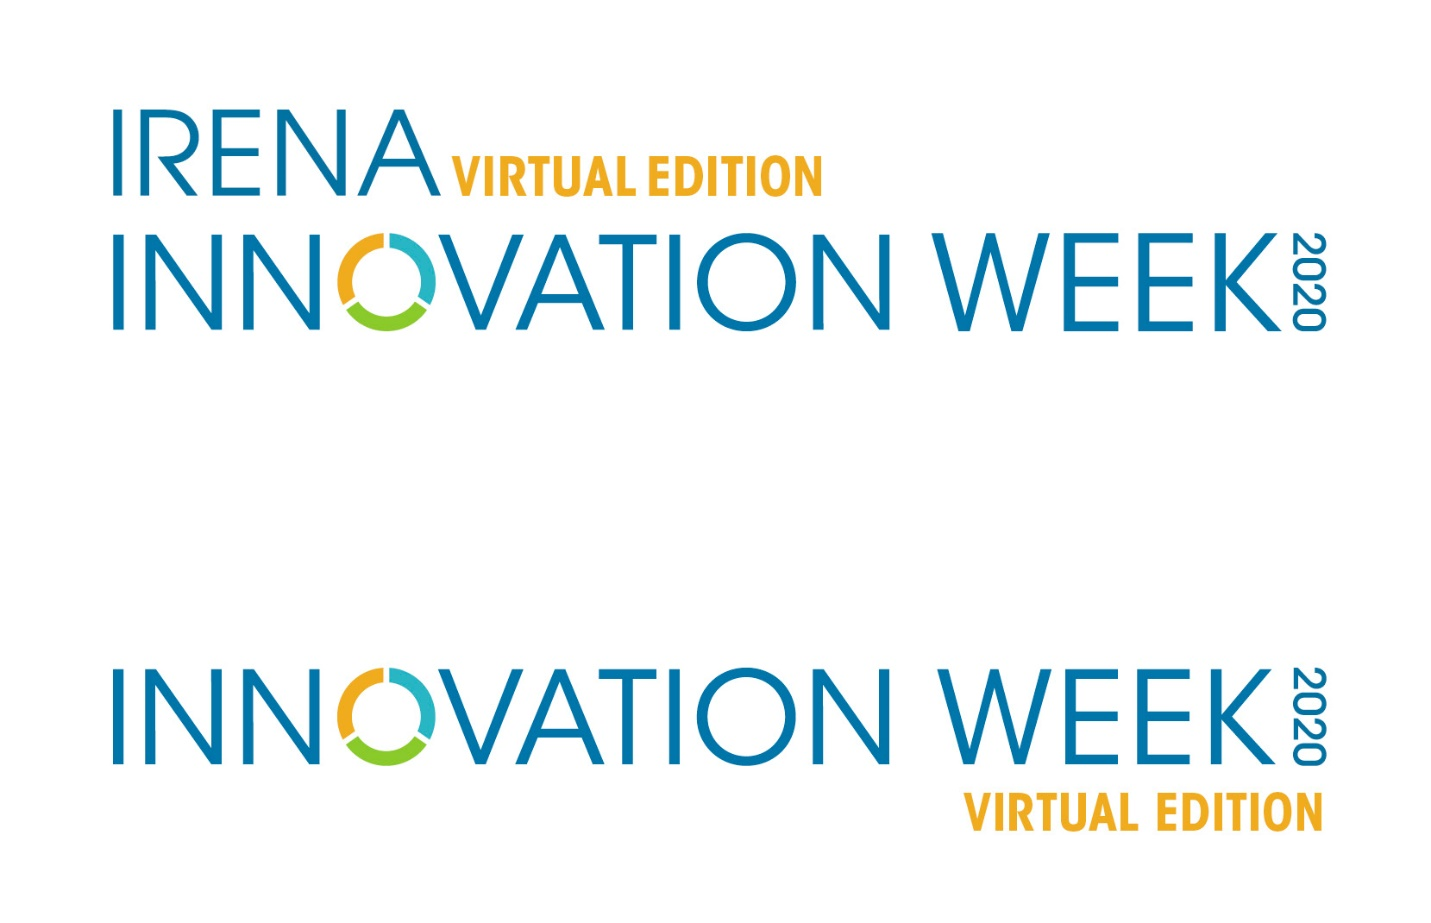 IRENA VIRTUAL EDITION
INNOVATION WEEK 2020
INNOVATION WEEK 2020
VIRTUAL EDITION